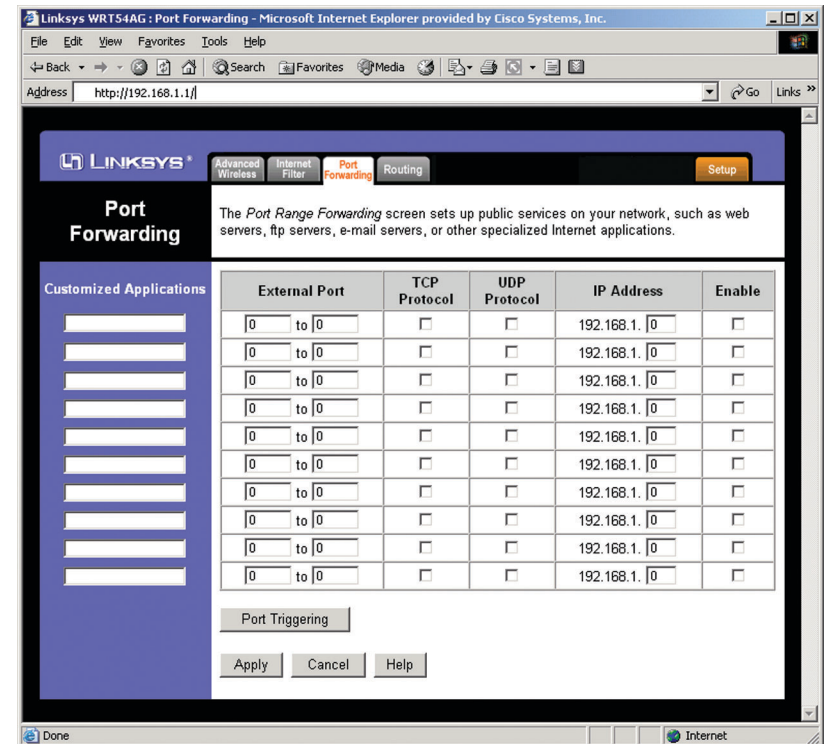 Linksys WRT54AG : Port Forwarding - Microsoft Internet Explorer provided by Cisco Systems, Inc.
File Edit View Favorites Tools Help
Back Search Favorites Media
Address http://192.168.1.1/ Go Links »
LINKSYS®
Advanced Wireless Internet Filter Port Forwarding Routing Setup
Port
Forwarding
The Port Range Forwarding screen sets up public services on your network, such as web
servers, ftp servers, e-mail servers, or other specialized Internet applications.
Customized Applications External Port TCP Protocol UDP Protocol IP Address Enable
0 to 0 192.168.1. 0
0 to 0 192.168.1. 0
0 to 0 192.168.1. 0
0 to 0 192.168.1. 0
0 to 0 192.168.1. 0
0 to 0 192.168.1. 0
0 to 0 192.168.1. 0
0 to 0 192.168.1. 0
0 to 0 192.168.1. 0
0 to 0 192.168.1. 0
Port Triggering
Apply Cancel Help
Done Internet